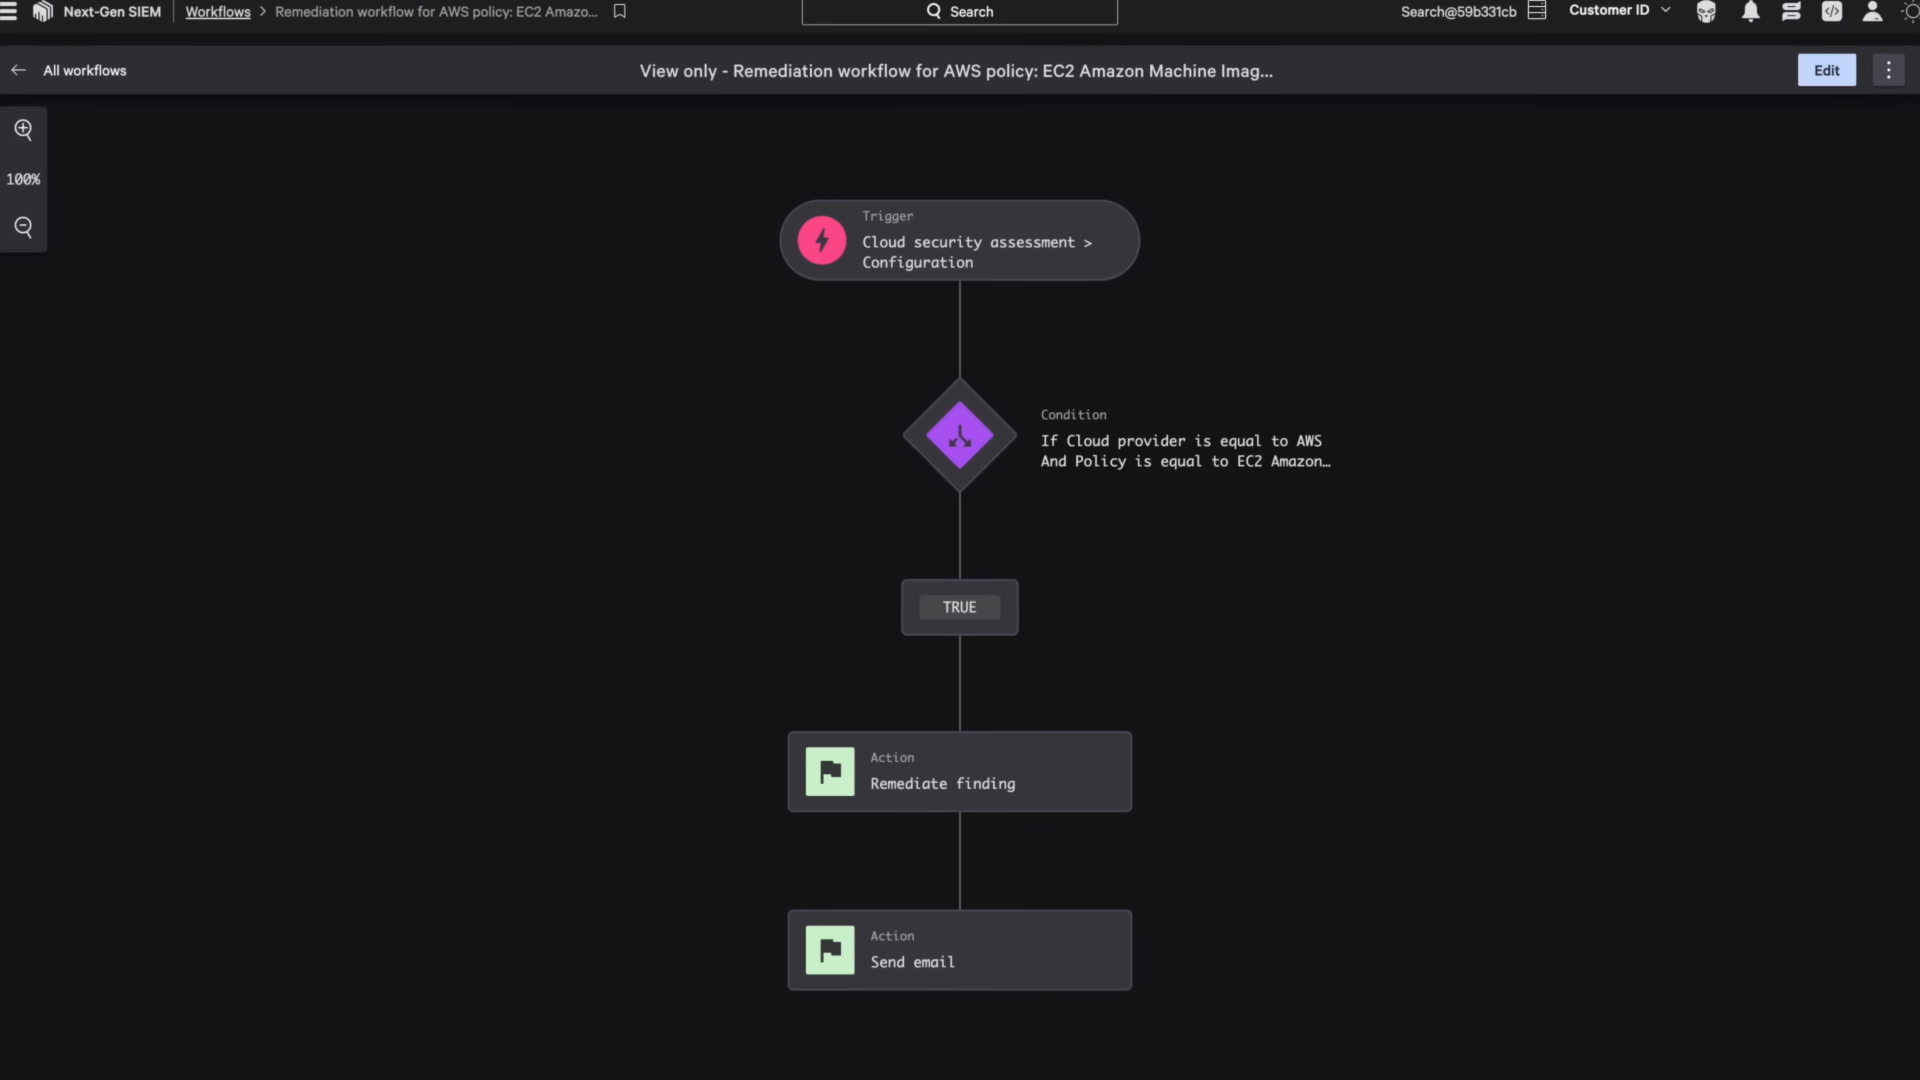 Next-Gen SIEM
Workflows > Remediation workflow for AWS policy: EC2 Amazo...
Search
Search@59b331cb
Customer ID
All workflows
View only - Remediation workflow for AWS policy: EC2 Amazon Machine Imag...
Edit
100%
Trigger
Cloud security assessment >
Configuration
Condition
If Cloud provider is equal to AWS
And Policy is equal to EC2 Amazon…
TRUE
Action
Remediate finding
Action
Send email